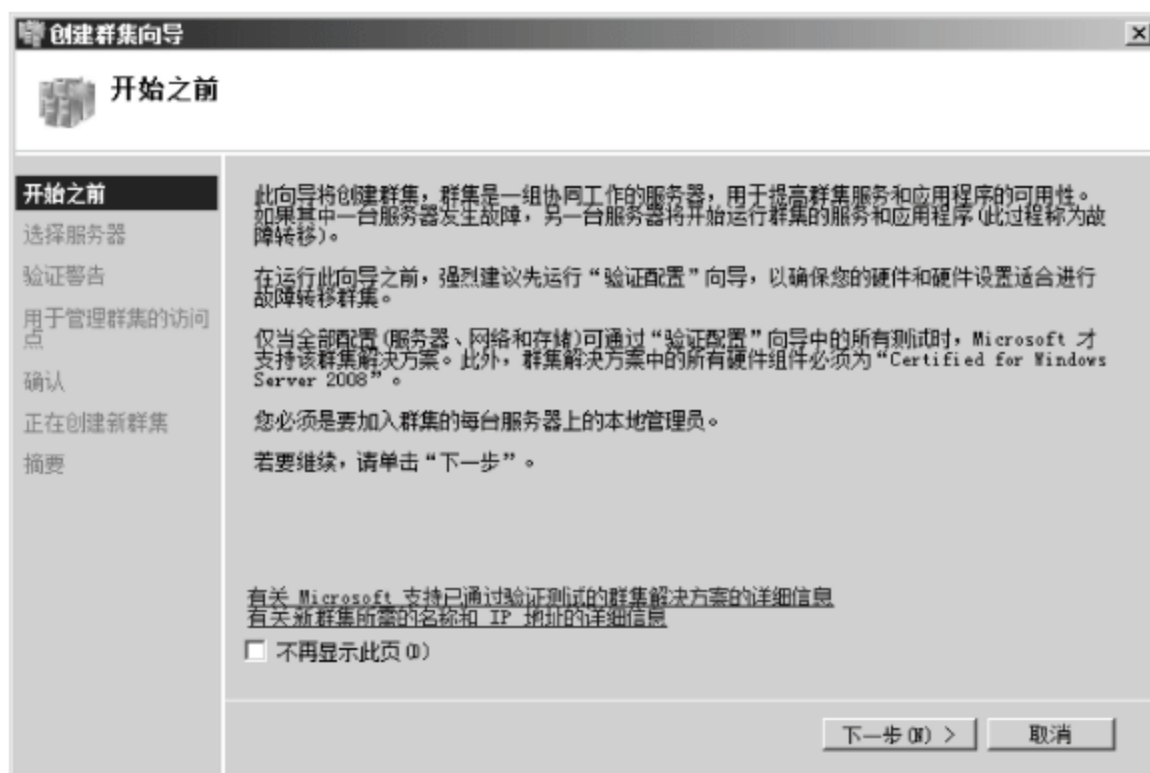 创建群集向导
开始之前
开始之前
选择服务器
验证警告
用于管理群集的访问
点
确认
正在创建新群集
摘要
此向导将创建群集，群集是一组协同工作的服务器，用于提高群集服务和应用程序的可用性。
如果其中一台服务器发生故障，另一台服务器将开始运行群集的服务和应用程序(此过程称为故
障转移)。
在运行此向导之前，强烈建议先运行“验证配置”向导，以确保您的硬件和硬件设置适合进行
故障转移群集。
仅当全部配置(服务器、网络和存储)可通过“验证配置”向导中的所有测试时，Microsoft 才
支持该群集解决方案。此外，群集解决方案中的所有硬件组件必须为“Certified for Windows
Server 2008”。
您必须是要加入群集的每台服务器上的本地管理员。
若要继续，请单击“下一步”。
有关 Microsoft 支持已通过验证测试的群集解决方案的详细信息
有关新群集所需的名称和 IP 地址的详细信息
不再显示此页(D)
下一步(N) >
取消